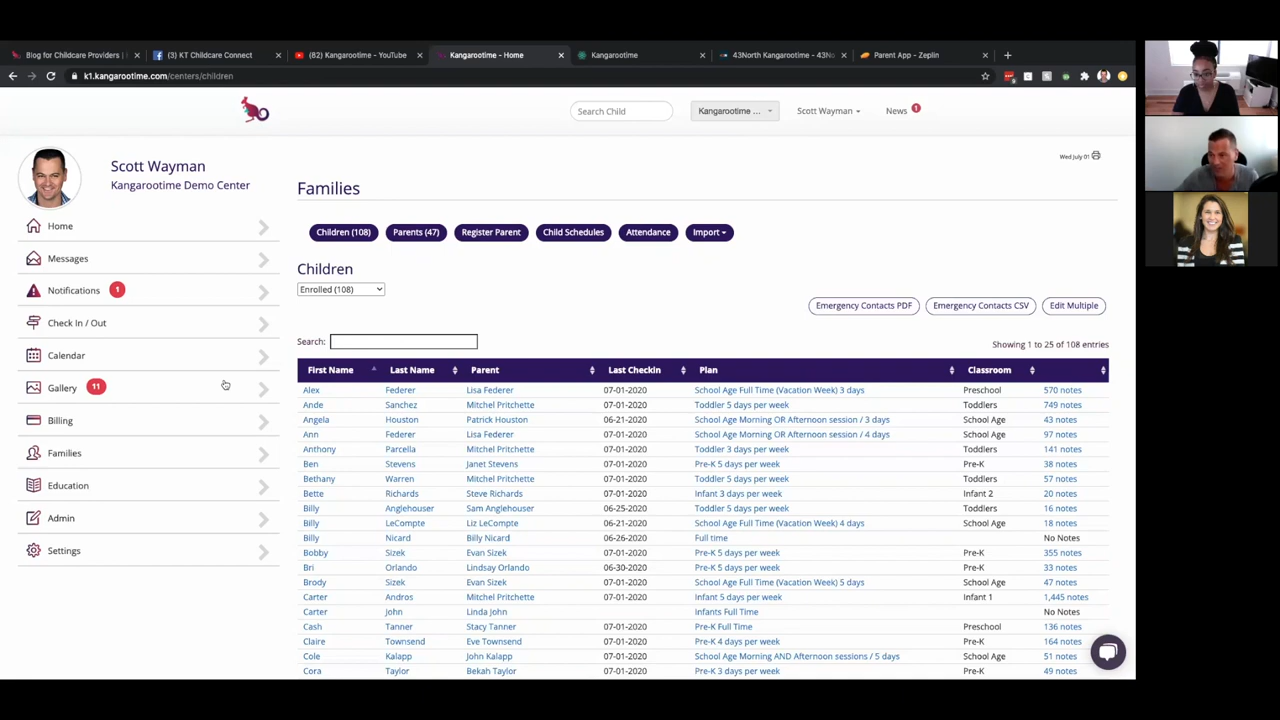 Blog for Childcare Providers |
(3) KT Childcare Connect
(82) Kangarootime - YouTube
Kangarootime - Home
Kangarootime
43North Kangarootime - 43No
Parent App - Zeplin
k1.kangarootime.com/centers/children
Search Child
Kangarootime ...
Scott Wayman
News 1
Scott Wayman
Kangarootime Demo Center
Wed July 01
Home
Messages
Notifications 1
Check In / Out
Calendar
Gallery 11
Billing
Families
Education
Admin
Settings
Families
Children (108) Parents (47) Register Parent Child Schedules Attendance Import
Children
Enrolled (108)
Emergency Contacts PDF Emergency Contacts CSV Edit Multiple
Search:
Showing 1 to 25 of 108 entries
First Name Last Name Parent Last Checkin Plan Classroom
Alex Federer Lisa Federer 07-01-2020 School Age Full Time (Vacation Week) 3 days Preschool 570 notes
Ande Sanchez Mitchel Pritchette 07-01-2020 Toddler 5 days per week Toddlers 749 notes
Angela Houston Patrick Houston 06-21-2020 School Age Morning OR Afternoon session / 3 days School Age 43 notes
Ann Federer Lisa Federer 07-01-2020 School Age Morning OR Afternoon session / 4 days School Age 97 notes
Anthony Parcella Mitchel Pritchette 07-01-2020 Toddler 3 days per week Toddlers 141 notes
Ben Stevens Janet Stevens 07-01-2020 Pre-K 5 days per week Pre-K 38 notes
Bethany Warren Mitchel Pritchette 07-01-2020 Toddler 5 days per week Toddlers 57 notes
Bette Richards Steve Richards 07-01-2020 Infant 3 days per week Infant 2 20 notes
Billy Anglehouser Sam Anglehouser 06-25-2020 Toddler 5 days per week Toddlers 16 notes
Billy LeCompte Liz LeCompte 06-21-2020 School Age Full Time (Vacation Week) 4 days School Age 18 notes
Billy Nicard Billy Nicard 06-26-2020 Full time No Notes
Bobby Sizek Evan Sizek 07-01-2020 Pre-K 5 days per week Pre-K 355 notes
Bri Orlando Lindsay Orlando 06-30-2020 Pre-K 5 days per week Pre-K 33 notes
Brody Sizek Evan Sizek 07-01-2020 School Age Full Time (Vacation Week) 5 days School Age 47 notes
Carter Andros Mitchel Pritchette 07-01-2020 Infant 5 days per week Infant 1 1,445 notes
Carter John Linda John 07-01-2020 Infants Full Time No Notes
Cash Tanner Stacy Tanner 07-01-2020 Pre-K Full Time Preschool 136 notes
Claire Townsend Eve Townsend 07-01-2020 Pre-K 4 days per week Pre-K 164 notes
Cole Kalapp John Kalapp 07-01-2020 School Age Morning AND Afternoon sessions / 5 days School Age 51 notes
Cora Taylor Bekah Taylor 07-01-2020 Pre-K 3 days per week Pre-K 49 notes